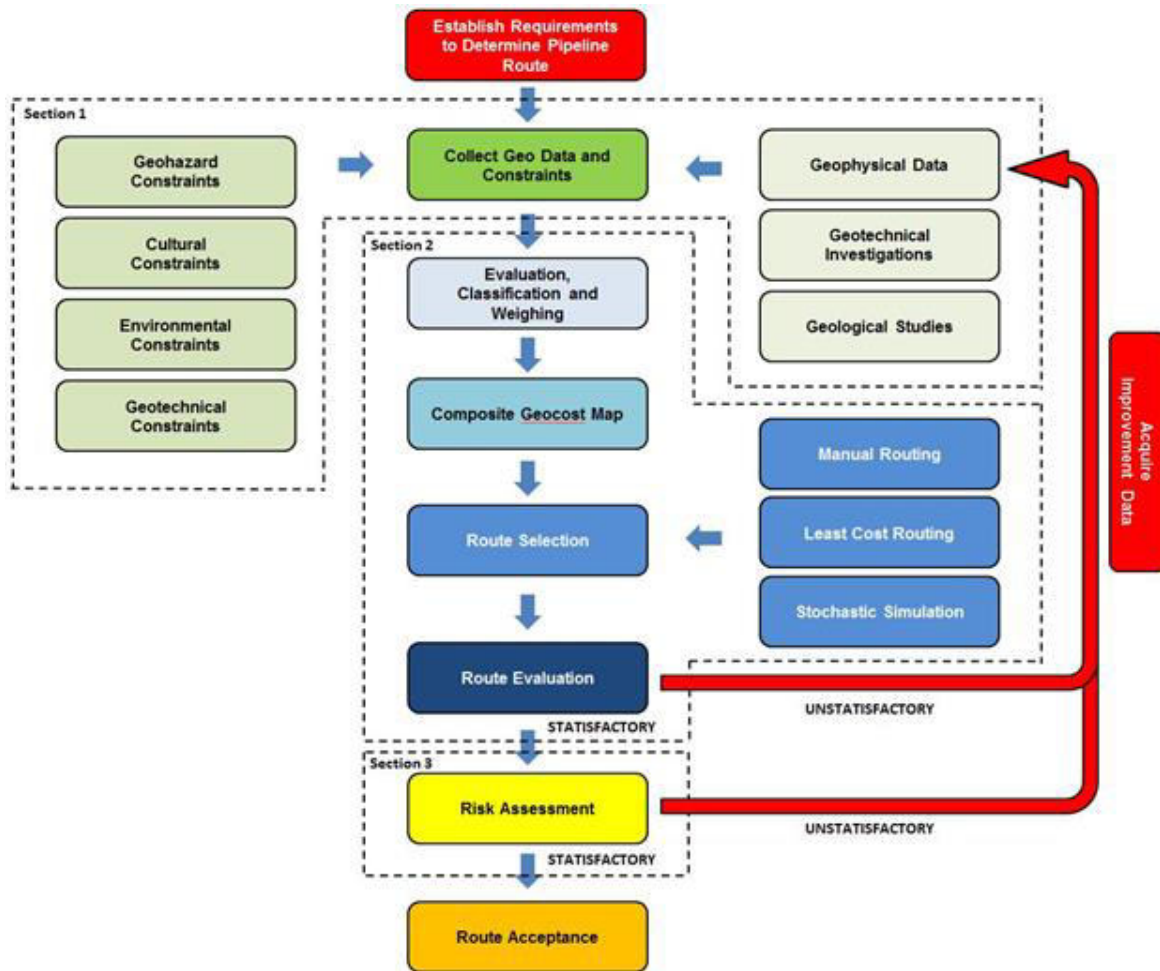 Establish Requirements
to Determine Pipeline
Route
Section 1
Geohazard
Constraints
Cultural
Constraints
Environmental
Constraints
Geotechnical
Constraints
Collect Geo Data and
Constraints
Geophysical Data
Geotechnical
Investigations
Geological Studies
Section 2
Evaluation,
Classification and
Weighing
Composite Geocost Map
Route Selection
Manual Routing
Least Cost Routing
Stochastic Simulation
Route Evaluation
STATISFACTORY
UNSTATISFACTORY
Acquire
Improvement Data
Section 3
Risk Assessment
STATISFACTORY
UNSTATISFACTORY
Route Acceptance